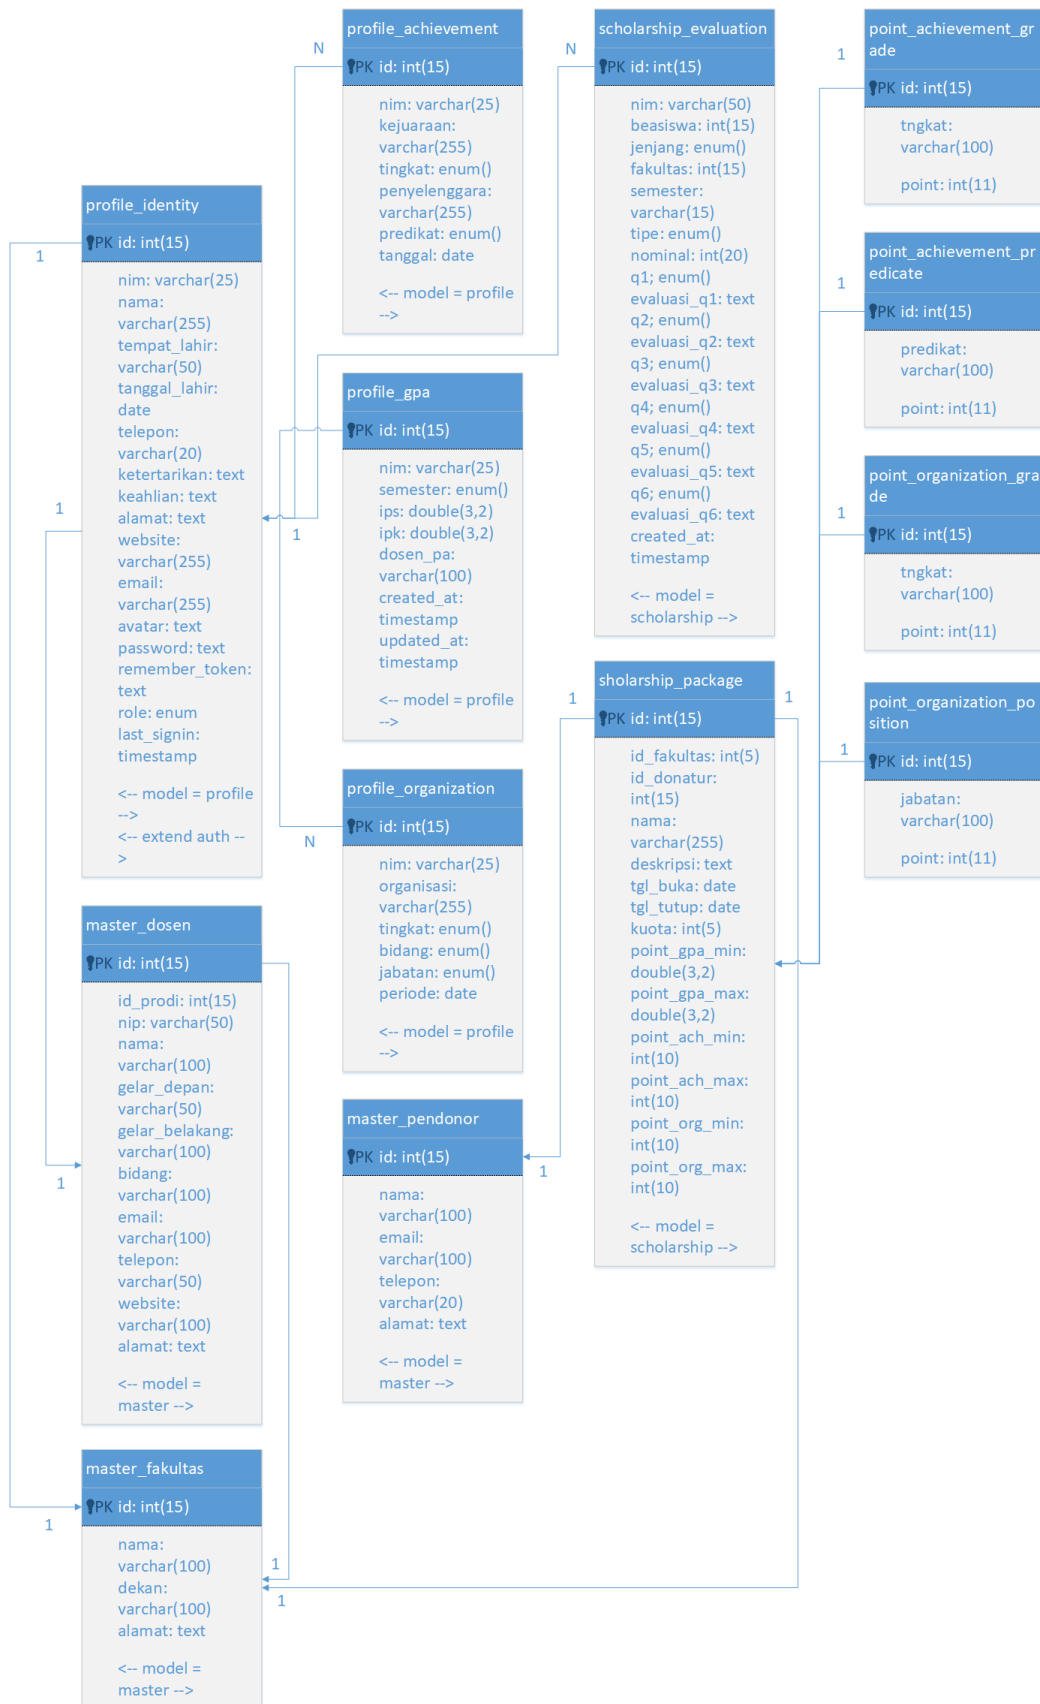 profile_achievement
N
PK id: int(15)
nim: varchar(25)
kejuaraan:
varchar(255)
tingkat: enum()
penyelenggara:
varchar(255)
predikat: enum()
tanggal: date
<-- model = profile
-->
scholarship_evaluation
N
PK id: int(15)
nim: varchar(50)
beasiswa: int(15)
jenjang: enum()
fakultas: int(15)
semester:
varchar(15)
tipe: enum()
nominal: int(20)
q1; enum()
evaluasi_q1: text
q2; enum()
evaluasi_q2: text
q3; enum()
evaluasi_q3: text
q4; enum()
evaluasi_q4: text
q5; enum()
evaluasi_q5: text
q6; enum()
evaluasi_q6: text
created_at:
timestamp
<-- model =
scholarship -->
point_achievement_gr
ade
1
PK id: int(15)
tngkat:
varchar(100)
point: int(11)
profile_identity
1
PK id: int(15)
nim: varchar(25)
nama:
varchar(255)
tempat_lahir:
varchar(50)
tanggal_lahir:
date
telepon:
varchar(20)
ketertarikan: text
keahlian: text
alamat: text
website:
varchar(255)
email:
varchar(255)
avatar: text
password: text
remember_token:
text
role: enum
last_signin:
timestamp
<-- model = profile
-->
<-- extend auth --
>
1
1
point_achievement_pr
edicate
1
PK id: int(15)
predikat:
varchar(100)
point: int(11)
profile_gpa
1
PK id: int(15)
nim: varchar(25)
semester: enum()
ips: double(3,2)
ipk: double(3,2)
dosen_pa:
varchar(100)
created_at:
timestamp
updated_at:
timestamp
<-- model = profile
-->
point_organization_gra
de
1
PK id: int(15)
tngkat:
varchar(100)
point: int(11)
sholarship_package
1
1
PK id: int(15)
id_fakultas: int(5)
id_donatur:
int(15)
nama:
varchar(255)
deskripsi: text
tgl_buka: date
tgl_tutup: date
kuota: int(5)
point_gpa_min:
double(3,2)
point_gpa_max:
double(3,2)
point_ach_min:
int(10)
point_ach_max:
int(10)
point_org_min:
int(10)
point_org_max:
int(10)
<-- model =
scholarship -->
point_organization_po
sition
1
PK id: int(15)
jabatan:
varchar(100)
point: int(11)
profile_organization
N
PK id: int(15)
nim: varchar(25)
organisasi:
varchar(255)
tingkat: enum()
bidang: enum()
jabatan: enum()
periode: date
<-- model = profile
-->
master_dosen
PK id: int(15)
id_prodi: int(15)
nip: varchar(50)
nama:
varchar(100)
gelar_depan:
varchar(50)
gelar_belakang:
varchar(100)
bidang:
varchar(100)
email:
varchar(100)
telepon:
varchar(50)
website:
varchar(100)
alamat: text
<-- model =
master -->
1
master_pendonor
PK id: int(15)
1
nama:
varchar(100)
email:
varchar(100)
telepon:
varchar(20)
alamat: text
<-- model =
master -->
master_fakultas
PK id: int(15)
1
nama:
varchar(100)
dekan:
varchar(100)
alamat: text
<-- model =
master -->
1
1